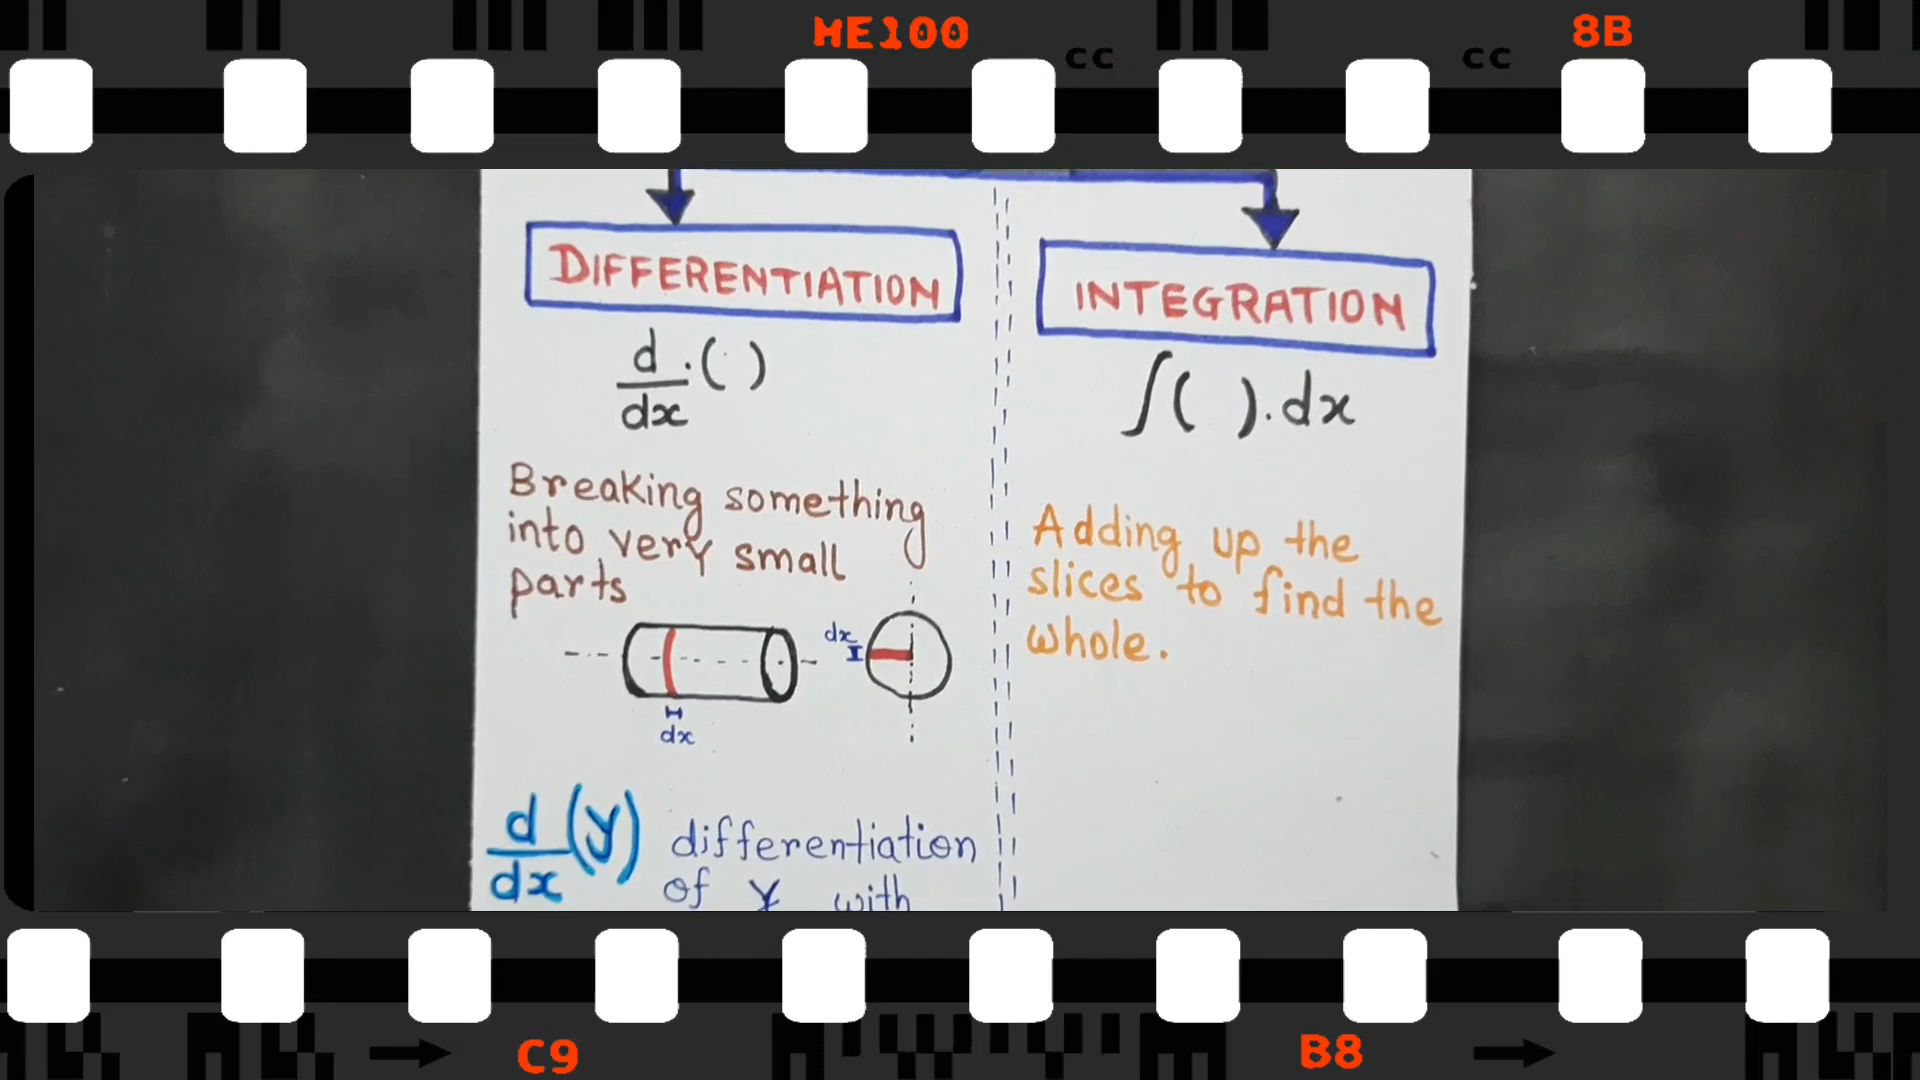 ME100
8B
cc
cc
DIFFERENTIATION
d/dx .( )
Breaking something
into very small
parts
dx
dx
d/dx (y) differentiation
of y with
INTEGRATION
∫( ).dx
Adding up the
slices to find the
whole.
C9
B8